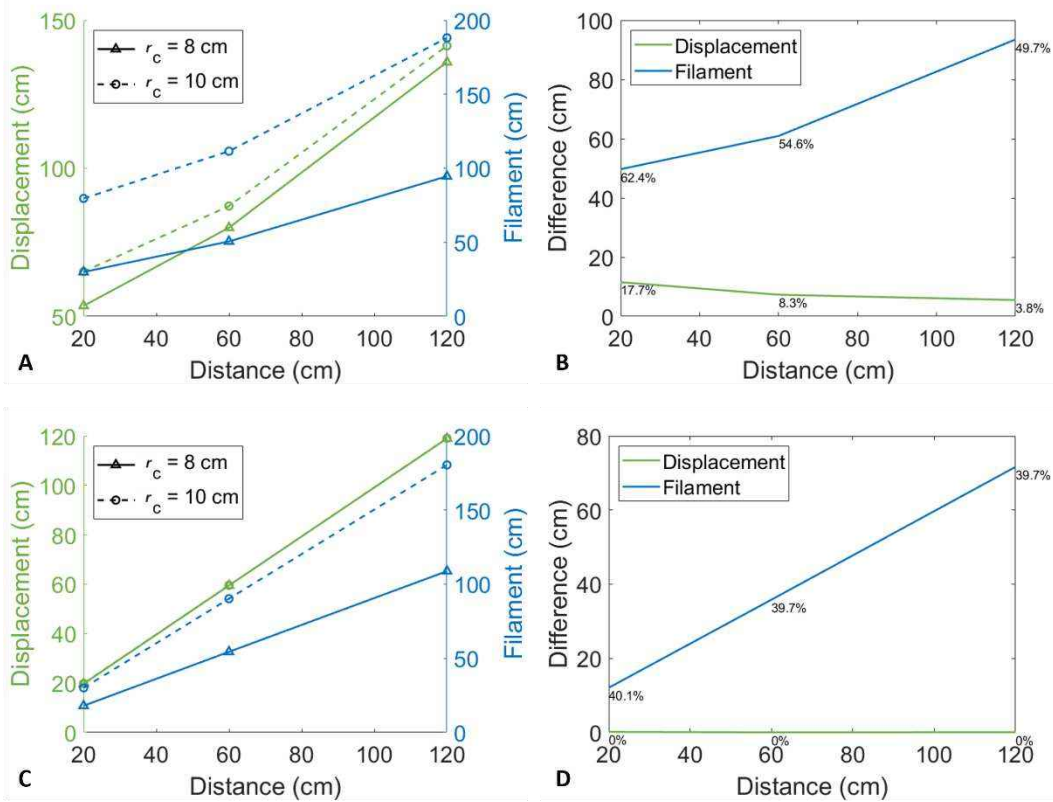 150
100
50
Displacement (cm)
r_c = 8 cm
r_c = 10 cm
200
150
100
50
0
Filament (cm)
20 40 60 80 100 120
Distance (cm)
A
100
80
60
40
20
0
Difference (cm)
Displacement
Filament
49.7%
54.6%
62.4%
17.7%
8.3%
3.8%
20 40 60 80 100 120
Distance (cm)
B
120
100
80
60
40
20
0
Displacement (cm)
r_c = 8 cm
r_c = 10 cm
200
150
100
50
0
Filament (cm)
20 40 60 80 100 120
Distance (cm)
C
80
60
40
20
0
Difference (cm)
Displacement
Filament
39.7%
39.7%
40.1%
0%
0%
0%
20 40 60 80 100 120
Distance (cm)
D